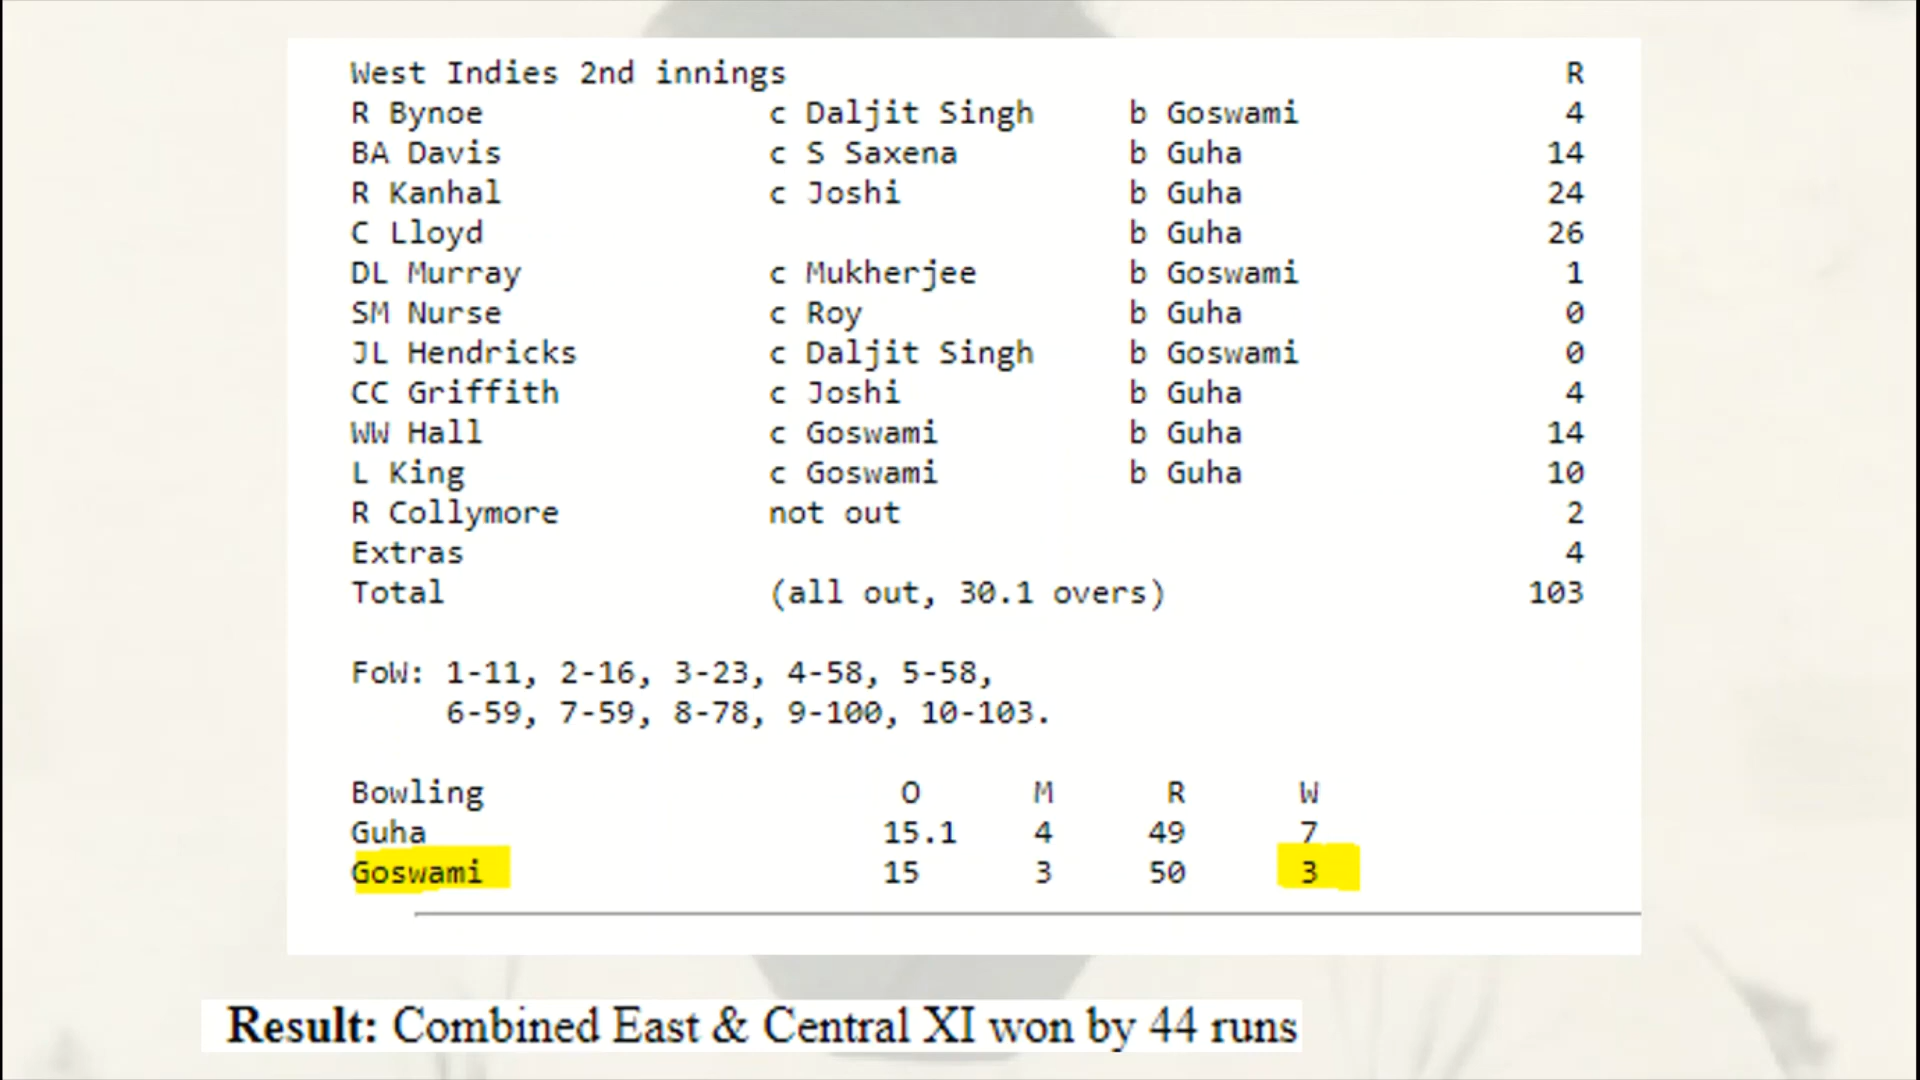 West Indies 2nd innings R
R Bynoe c Daljit Singh b Goswami 4
BA Davis c S Saxena b Guha 14
R Kanhal c Joshi b Guha 24
C Lloyd b Guha 26
DL Murray c Mukherjee b Goswami 1
SM Nurse c Roy b Guha 0
JL Hendricks c Daljit Singh b Goswami 0
CC Griffith c Joshi b Guha 4
WW Hall c Goswami b Guha 14
L King c Goswami b Guha 10
R Collymore not out 2
Extras 4
Total (all out, 30.1 overs) 103
FoW: 1-11, 2-16, 3-23, 4-58, 5-58,
6-59, 7-59, 8-78, 9-100, 10-103.
Bowling O M R W
Guha 15.1 4 49 7
Goswami 15 3 50 3
Result: Combined East & Central XI won by 44 runs